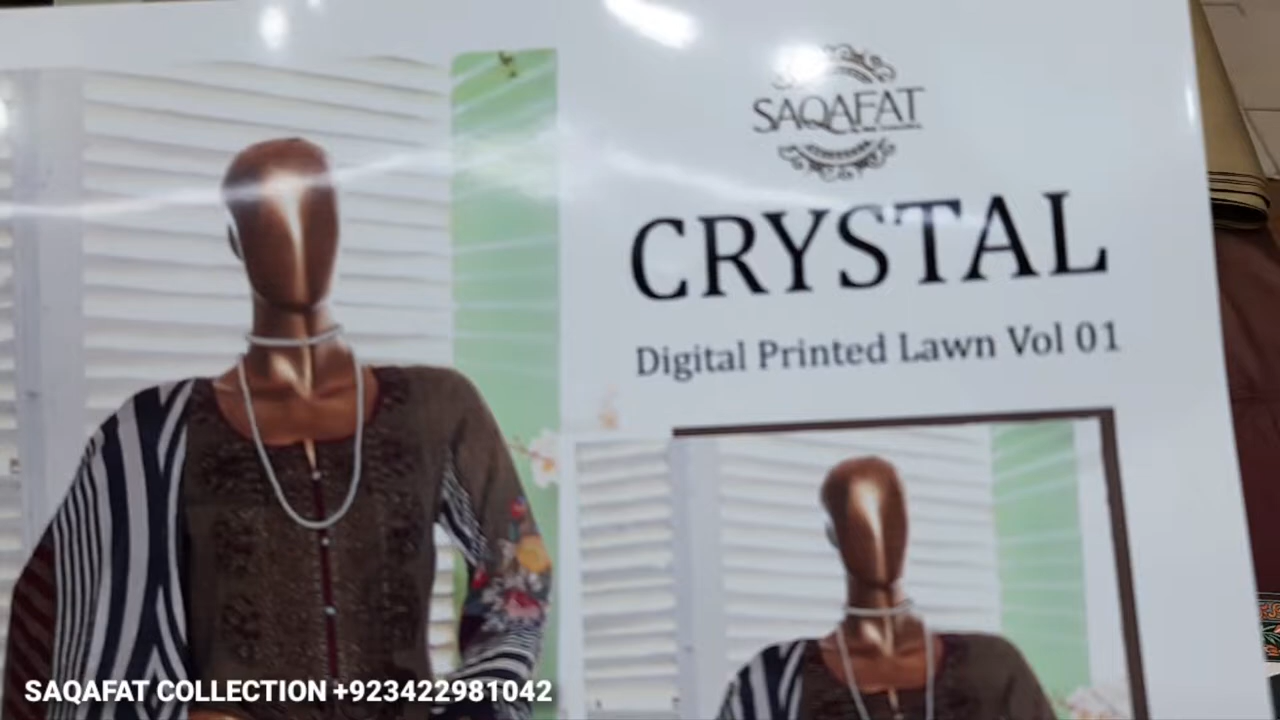 SAQAFAT
CRYSTAL
Digital Printed Lawn Vol 01
SAQAFAT COLLECTION +923422981042